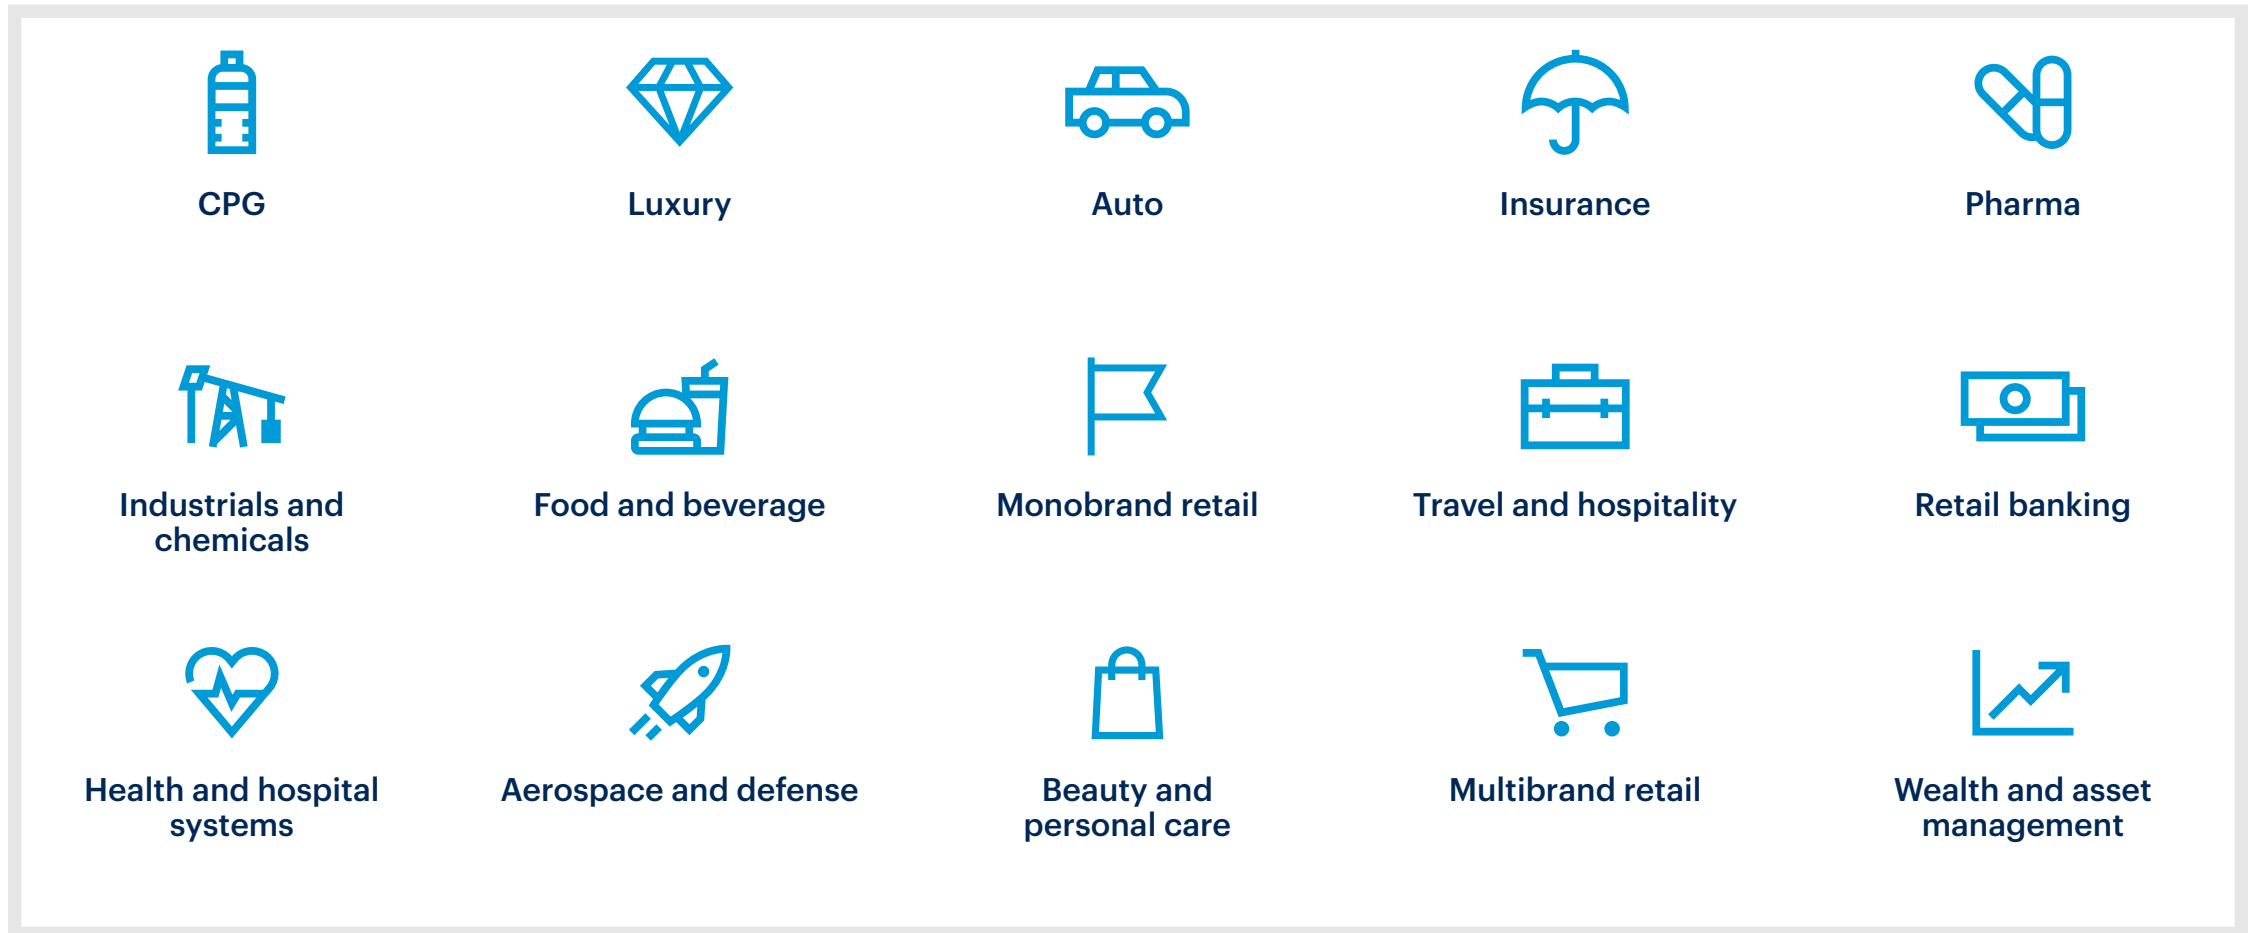 CPG
Luxury
Auto
Insurance
Pharma
Industrials and
chemicals
Food and beverage
Monobrand retail
Travel and hospitality
Retail banking
Health and hospital
systems
Aerospace and defense
Beauty and
personal care
Multibrand retail
Wealth and asset
management